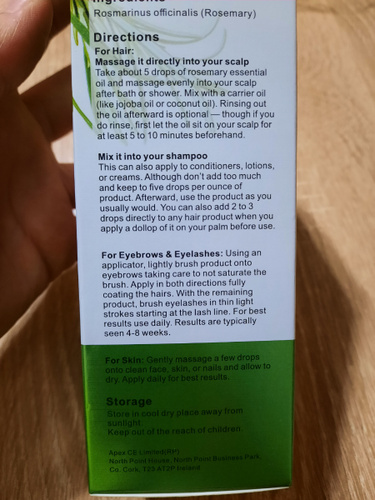 Ingredients
Rosmarinus officinalis (Rosemary)
Directions
For Hair:
Massage it directly into your scalp
Take about 5 drops of rosemary essential
oil and massage evenly into your scalp
after bath or shower. Mix with a carrier oil
(like jojoba oil or coconut oil). Rinsing out
the oil afterward is optional — though if you
do rinse, first let the oil sit on your scalp for
at least 5 to 10 minutes beforehand.
Mix it into your shampoo
This can also apply to conditioners, lotions,
or creams. Although don't add too much
and keep to five drops per ounce of
product. Afterward, use the product as you
usually would. You can also add 2 to 3
drops directly to any hair product when you
apply a dollop of it on your palm before use.
For Eyebrows & Eyelashes: Using an
applicator, lightly brush product onto
eyebrows taking care to not saturate the
brush. Apply in both directions fully
coating the hairs. With the remaining
product, brush eyelashes in thin light
strokes starting at the lash line. For best
results use daily. Results are typically
seen 4-8 weeks.
For Skin: Gently massage a few drops
onto clean face, skin, or nails and allow to
dry. Apply daily for best results.
Storage
Store in cool dry place away from
sunlight.
Keep out of the reach of children.
Apex CE Limited
North Point House, North Point Business Park,
Co. Cork, T23 AT2P Ireland